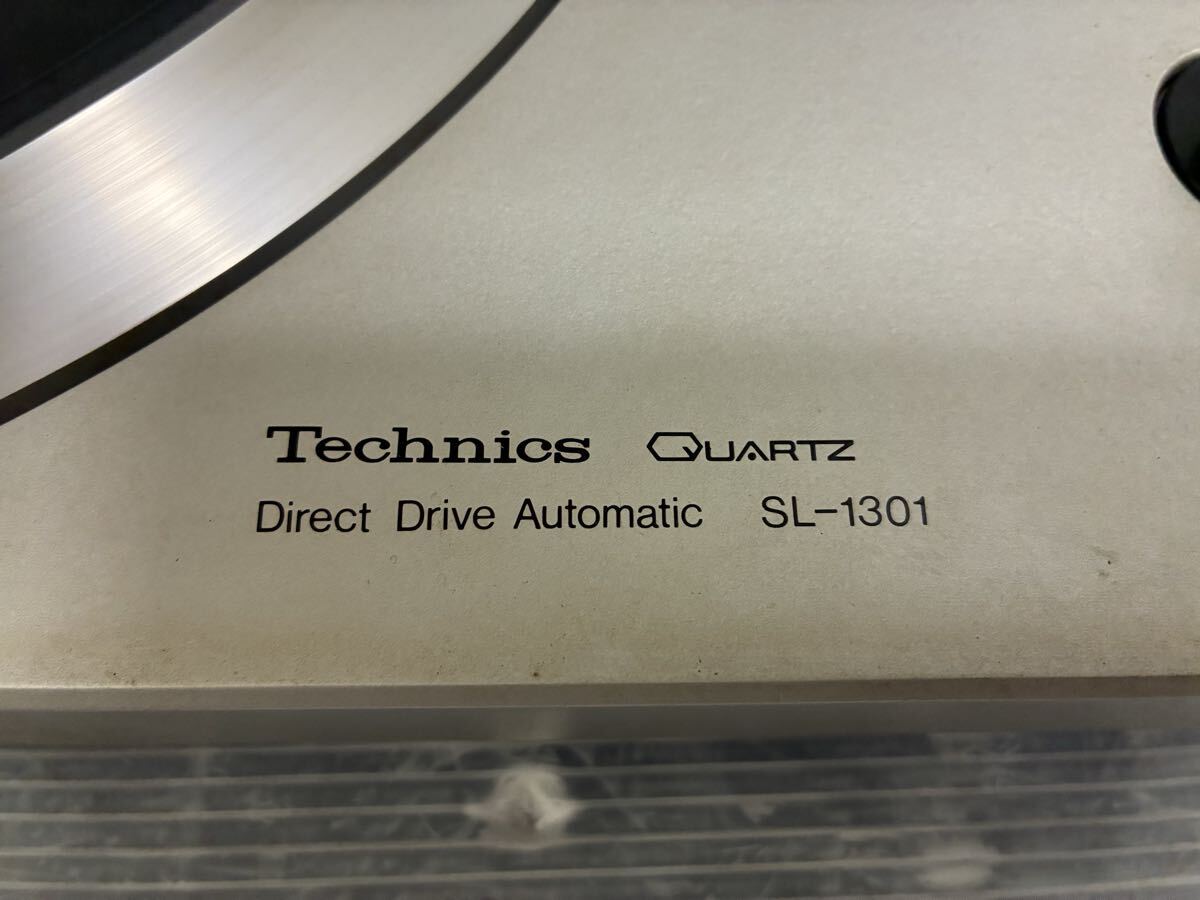 Technics QUARTZ
Direct Drive Automatic SL-1301